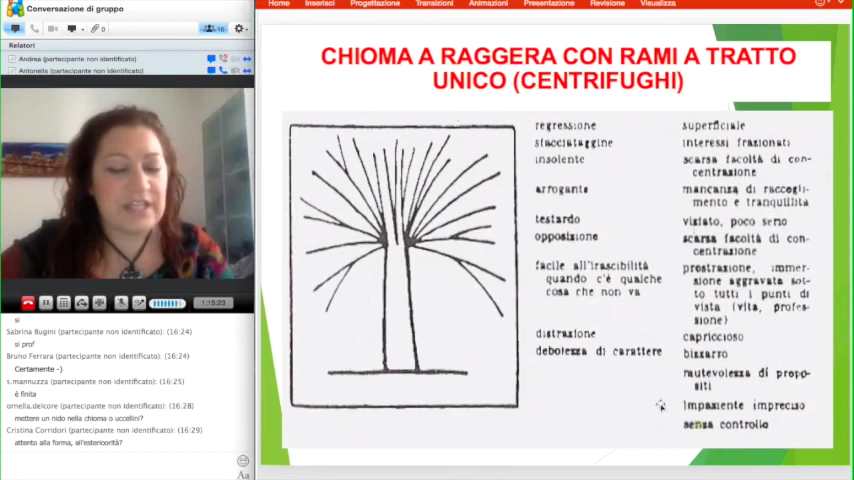 Conversazione di gruppo
0
16
Relatori
Andrea (partecipante non identificato)
Antonella (partecipante non identificato)
1:15:23
si
Sabrina Bugini (partecipante non identificato): (16:24)
si prof
Bruno Ferrara (partecipante non identificato): (16:24)
Certamente -)
s.mannuzza (partecipante non identificato): (16:25)
è finita
ornella.delcore (partecipante non identificato): (16:28)
mettere un nido nella chioma o uccelini?
Cristina Corridori (partecipante non identificato): (16:29)
attento alla forma, all'esterioorità?
Aa
Home Inserisci Progettazione Transizioni Animazioni Presentazione Revisione Visualizza
CHIOMA A RAGGERA CON RAMI A TRATTO
UNICO (CENTRIFUGHI)
regressione
sfacciataggine
insolente
arrogante
testardo
opposizione
facile all'irascibilità
quando c'è qualche
cosa che non va
distrazione
debolezza di carattere
superficiale
interessi frazionati
scarsa facoltà di con-
centrazione
mancanza di raccogli-
mento e tranquillità
viziato, poco serio
scarsa facoltà di con-
centrazione
prostrazione, immer-
sione aggravata sot-
to tutti i punti di
vista (vita, profes-
sione)
capriccioso
bizzarro
mutevolezza di propo-
siti
impaziente impreciso
senza controllo